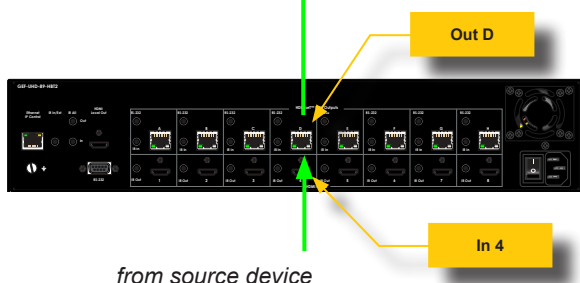 Out D
GEF-UHD-89-HBT2
Outputs
Ethernet
IP Control
IR In/Ext
IR All
HDMI
Local Out
Out
In
RS-232
RS-232
RS-232
RS-232
RS-232
RS-232
RS-232
RS-232
A
B
C
D
E
F
G
H
IR In
IR In
IR In
IR In
IR In
IR In
IR In
IR In
RS-232
IR Out
1
IR Out
2
IR Out
3
IR Out
IR Out
5
IR Out
6
IR Out
7
IR Out
8
In 4
from source device